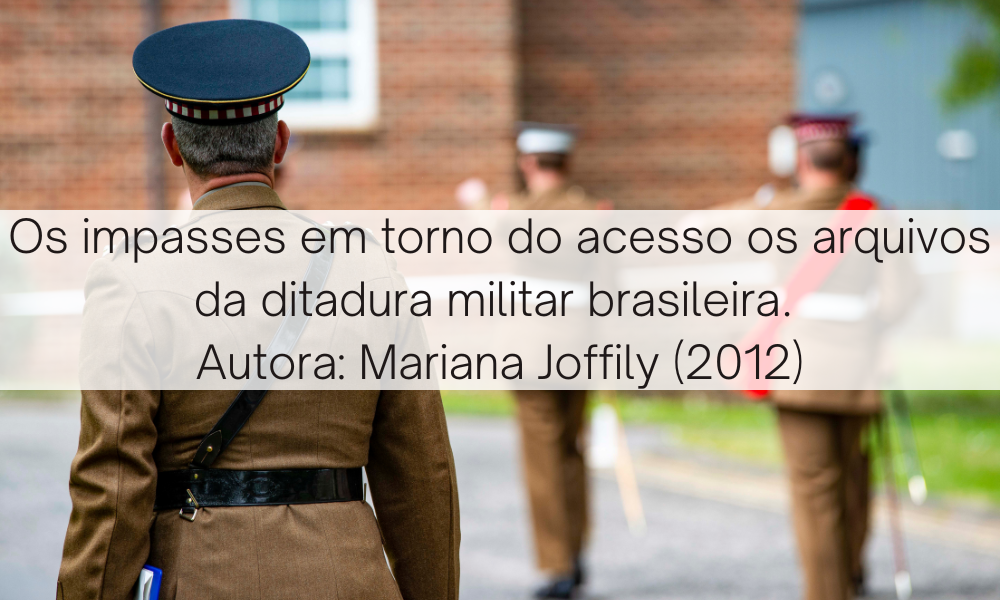 Os impasses em torno do acesso os arquivos
da ditadura militar brasileira.
Autora: Mariana Joffily (2012)